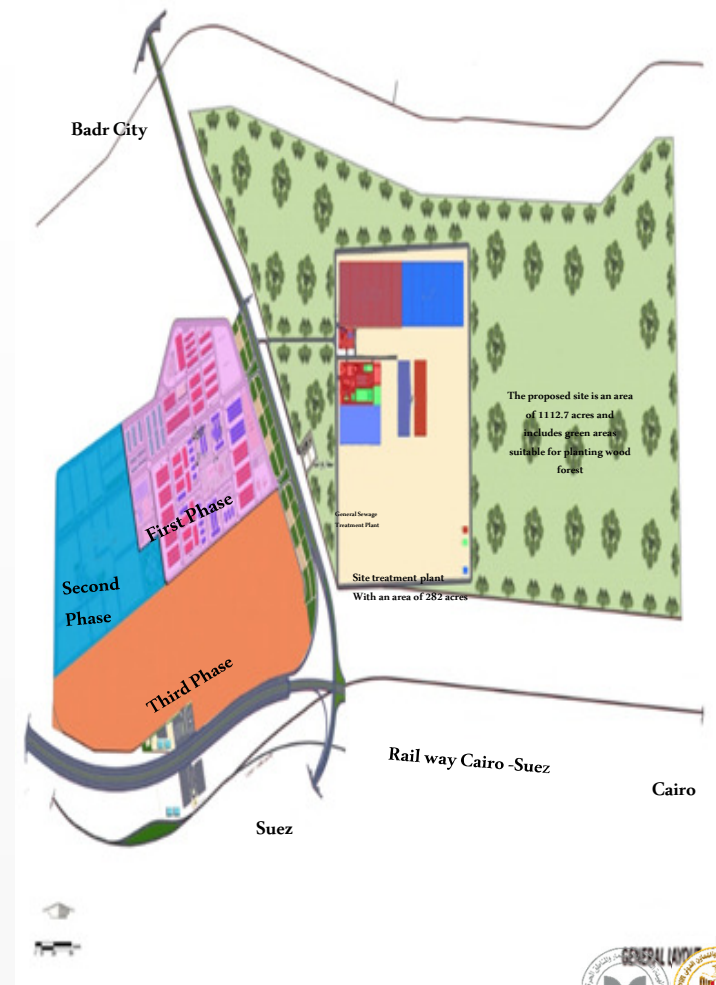 Badr City
The proposed site is an area
of 1112.7 acres and
includes green areas
suitable for planting wood
forest
First Phase
General Sewage
Treatment Plant
Site treatment plant
With an area of 282 acres
Second
Phase
Third Phase
Rail way Cairo -Suez
Cairo
Suez
GENERAL LAYOUT